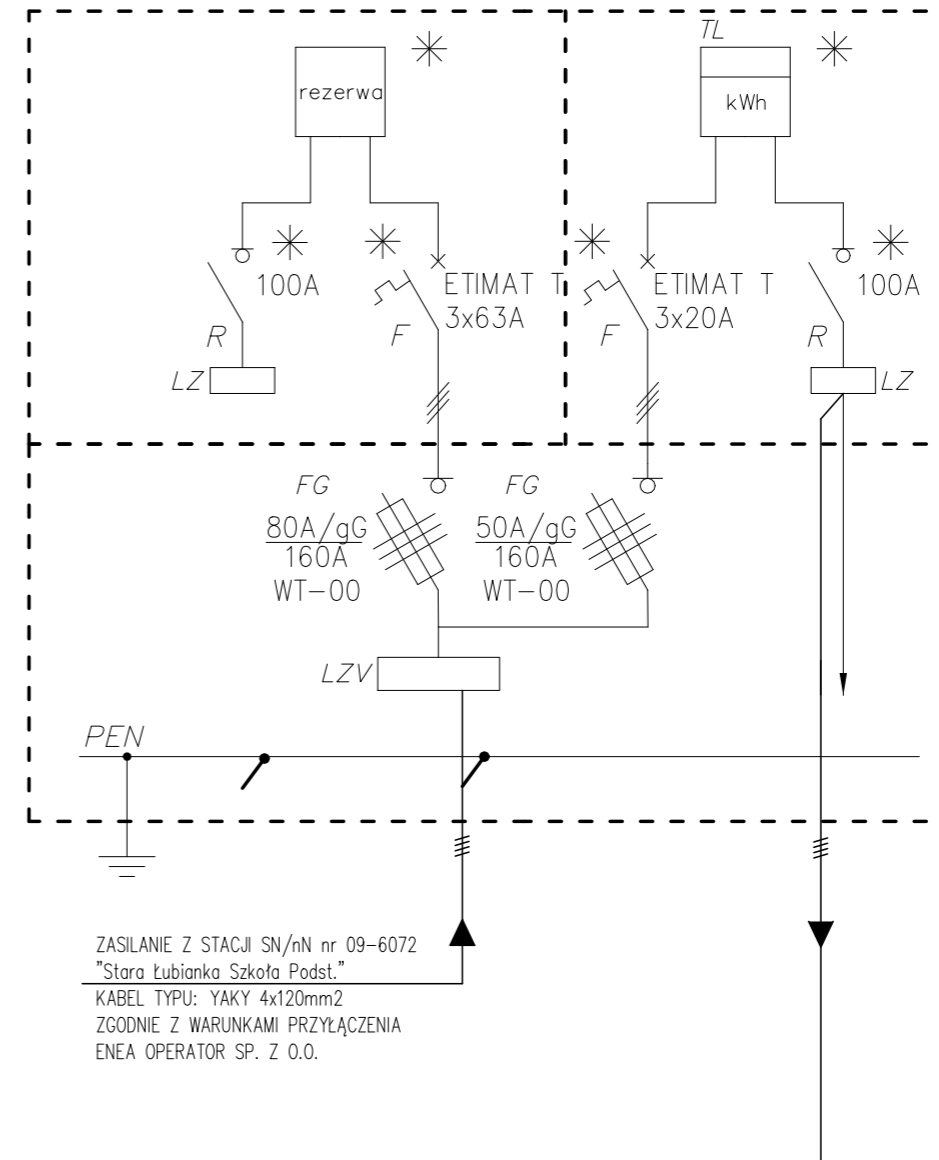 TL
rezerwa
kWh
100A
ETIMAT T
3x63A
ETIMAT T
3x20A
100A
R
F
F
R
LZ
LZ
FG
80A/gG
160A
WT-00
FG
50A/gG
160A
WT-00
LZV
PEN
ZASILANIE Z STACJI SN/nN nr 09-6072
"Stara Łubianka Szkoła Podst."
KABEL TYPU: YAKY 4x120mm2
ZGODNIE Z WARUNKAMI PRZYŁĄCZENIA
ENEA OPERATOR SP. Z O.O.